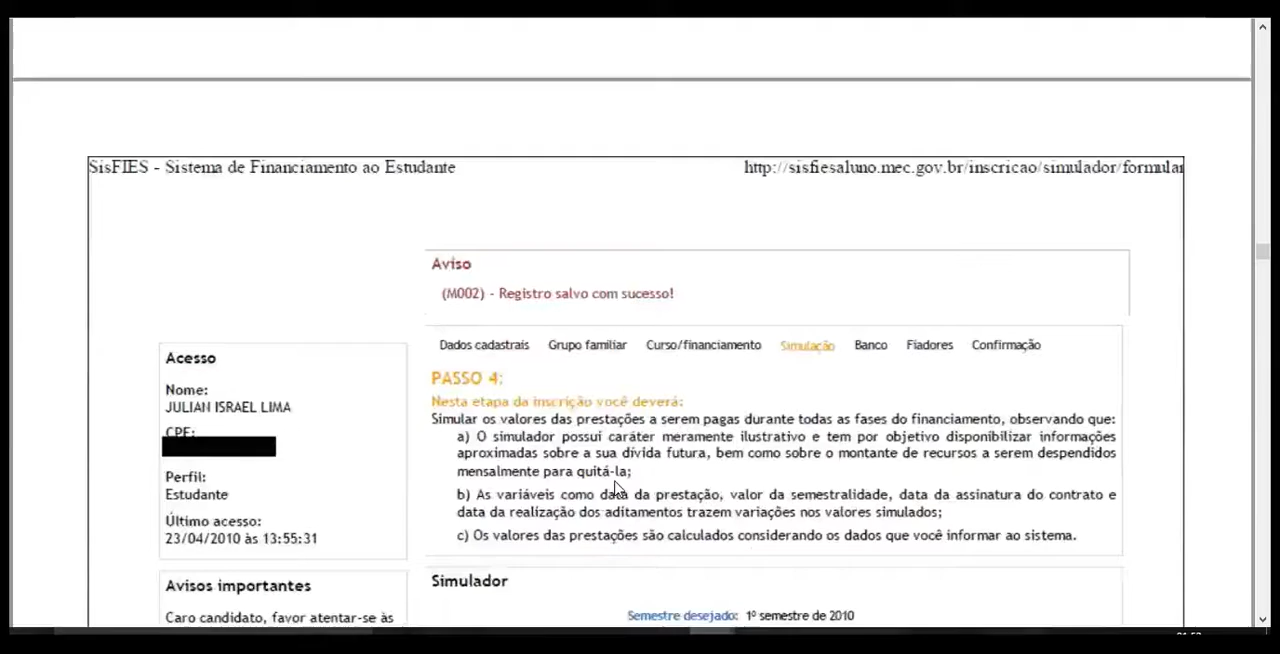 SisFIES - Sistema de Financiamento ao Estudante
http://sisfiesaluno.mec.gov.br/inscricao/simulador/formular
Aviso
(M002) - Registro salvo com sucesso!
Acesso
Nome:
JULIAN ISRAEL LIMA
CPF:
Perfil:
Estudante
Último acesso:
23/04/2010 às 13:55:31
Avisos importantes
Caro candidato, favor atentar-se às
Dados cadastrais Grupo familiar Curso/financiamento Simulação Banco Fiadores Confirmação
PASSO 4:
Nesta etapa da inscrição você deverá:
Simular os valores das prestações a serem pagas durante todas as fases do financiamento, observando que:
a) O simulador possui caráter meramente ilustrativo e tem por objetivo disponibilizar informações
aproximadas sobre a sua dívida futura, bem como sobre o montante de recursos a serem despendidos
mensalmente para quitá-la;
b) As variáveis como data da prestação, valor da semestralidade, data da assinatura do contrato e
data da realização dos aditamentos trazem variações nos valores simulados;
c) Os valores das prestações são calculados considerando os dados que você informar ao sistema.
Simulador
Semestre desejado: 1º semestre de 2010